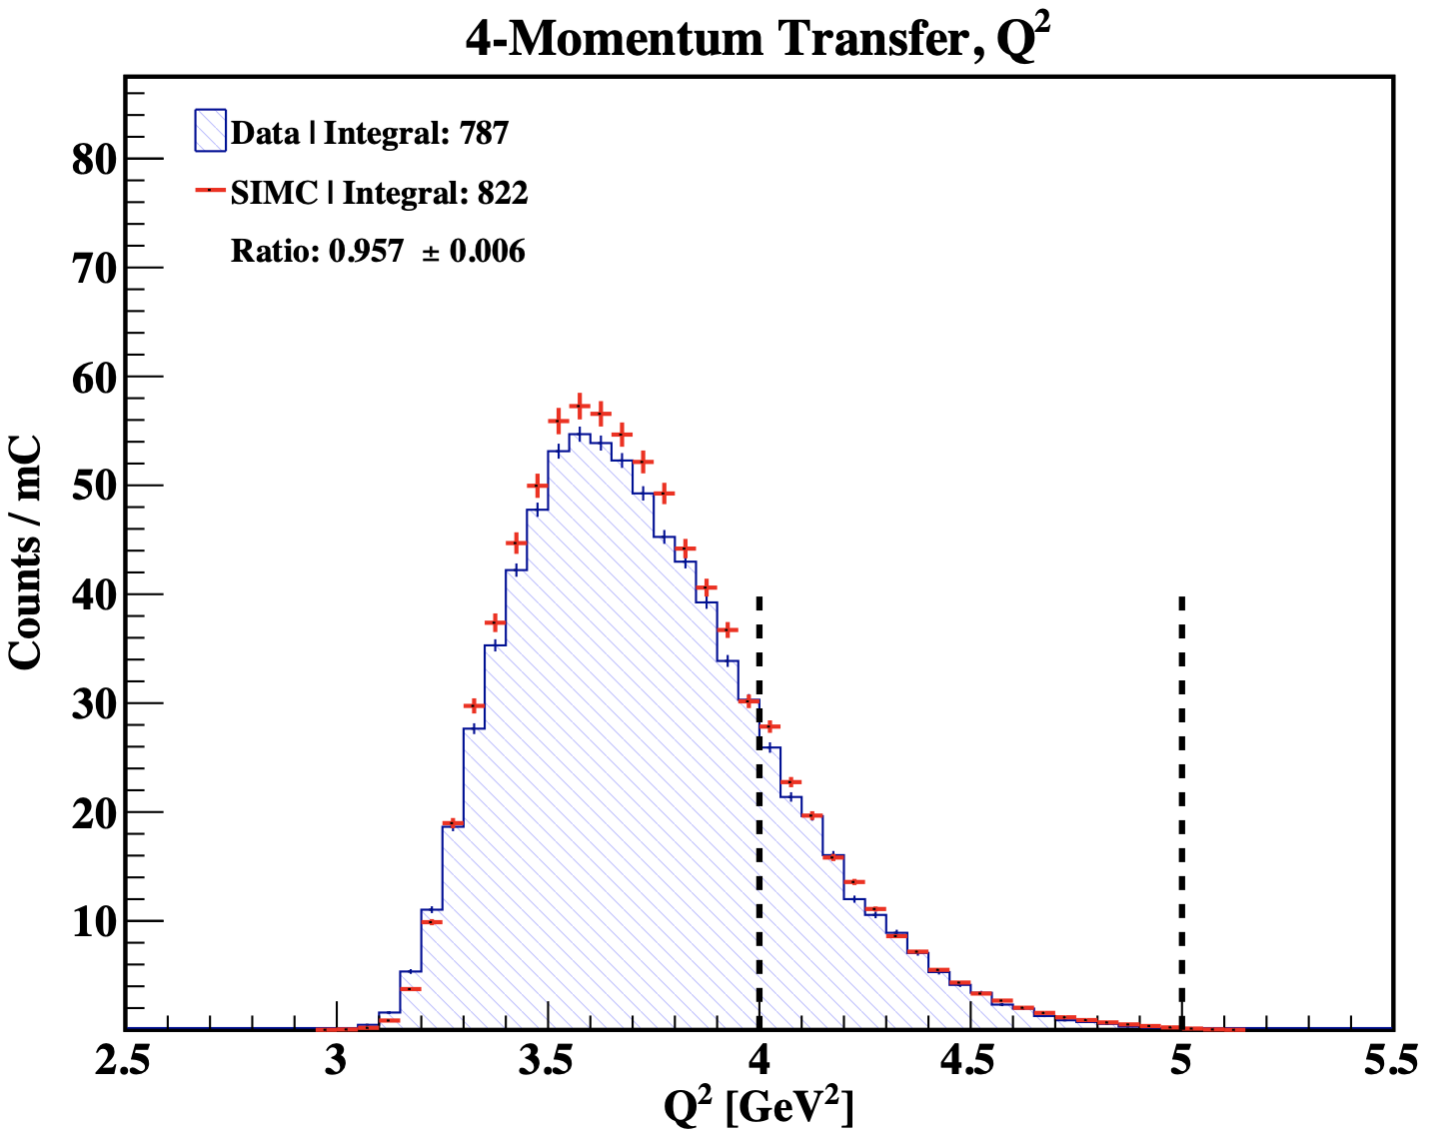 4-Momentum Transfer, Q²
Data | Integral: 787
SIMC | Integral: 822
Ratio: 0.957 ± 0.006
Counts / mC
80
70
60
50
40
30
20
10
2.5 3 3.5 4 4.5 5 5.5
Q² [GeV²]